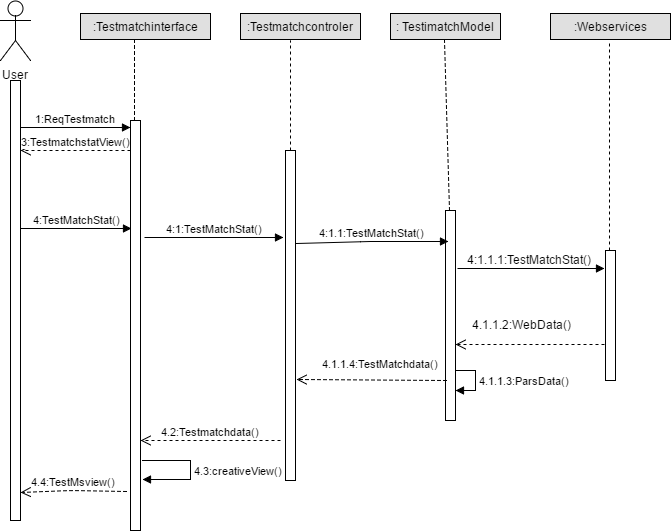 :Testmatchinterface
:Testmatchcontroler
: TestimatchModel
:Webservices
User
1:ReqTestmatch
3:TestmatchstatView()
4:TestMatchStat()
4:1:TestMatchStat()
4:1.1:TestMatchStat()
4:1.1.1:TestMatchStat()
4.1.1.2:WebData()
4.1.1.4:TestMatchdata()
4.1.1.3:ParsData()
4.2:Testmatchdata()
4.3:creativeView()
4.4:TestMsview()